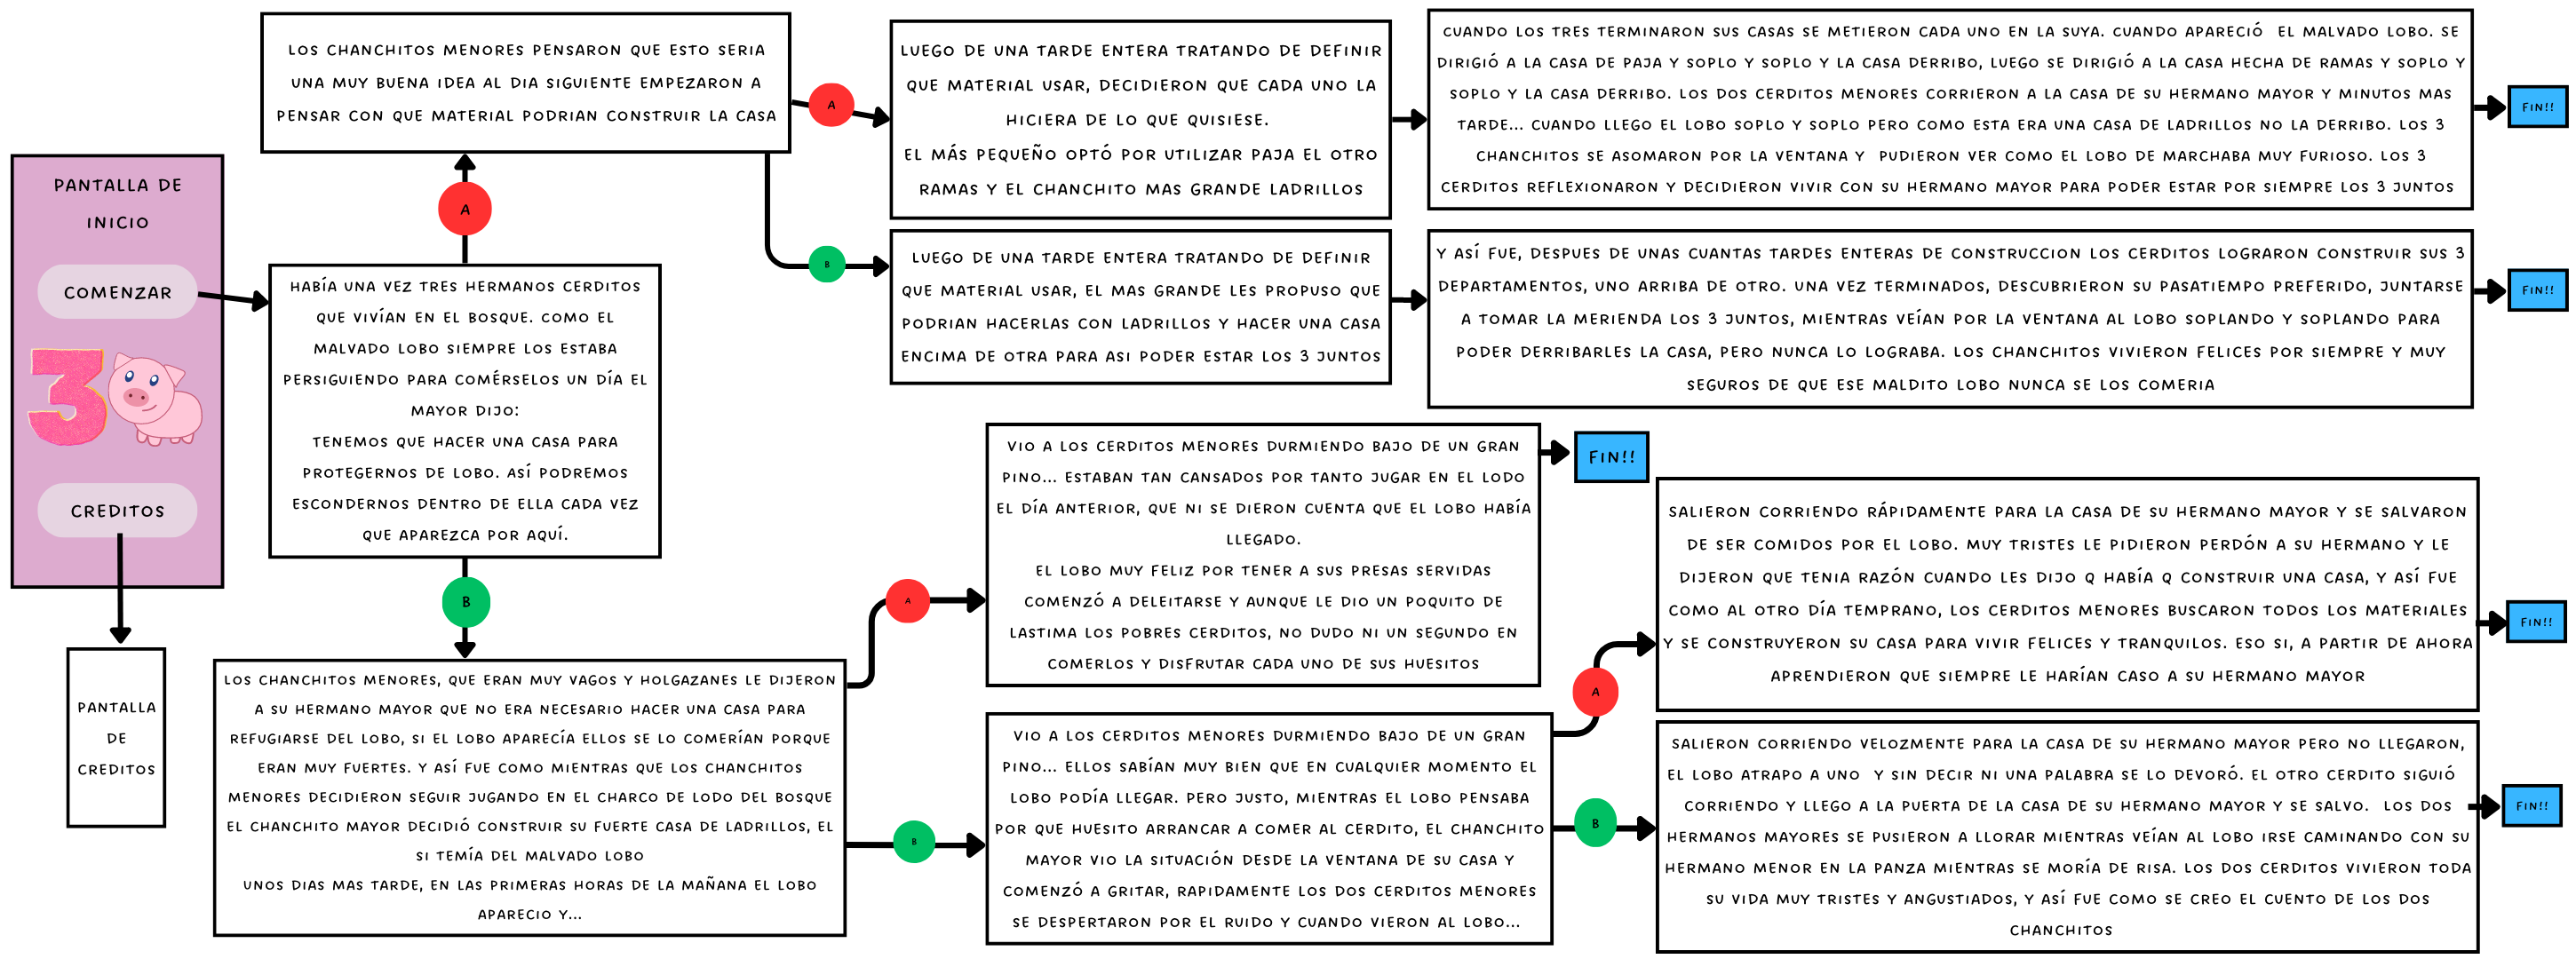 PANTALLA DE
INICIO
COMENZAR
3
CREDITOS
PANTALLA
DE
CREDITOS
HABÍA UNA VEZ TRES HERMANOS CERDITOS
QUE VIVÍAN EN EL BOSQUE. COMO EL
MALVADO LOBO SIEMPRE LOS ESTABA
PERSIGUIENDO PARA COMÉRSELOS UN DÍA EL
MAYOR DIJO:
TENEMOS QUE HACER UNA CASA PARA
PROTEGERNOS DE LOBO. ASÍ PODREMOS
ESCONDERNOS DENTRO DE ELLA CADA VEZ
QUE APAREZCA POR AQUÍ.
A
LOS CHANCHITOS MENORES PENSARON QUE ESTO SERIA
UNA MUY BUENA IDEA AL DIA SIGUIENTE EMPEZARON A
PENSAR CON QUE MATERIAL PODRIAN CONSTRUIR LA CASA
A
LUEGO DE UNA TARDE ENTERA TRATANDO DE DEFINIR
QUE MATERIAL USAR, DECIDIERON QUE CADA UNO LA
HICIERA DE LO QUE QUISIESE.
EL MÁS PEQUEÑO OPTÓ POR UTILIZAR PAJA EL OTRO
RAMAS Y EL CHANCHITO MAS GRANDE LADRILLOS
CUANDO LOS TRES TERMINARON SUS CASAS SE METIERON CADA UNO EN LA SUYA. CUANDO APARECIÓ EL MALVADO LOBO. SE
DIRIGIÓ A LA CASA DE PAJA Y SOPLO Y SOPLO Y LA CASA DERRIBO, LUEGO SE DIRIGIÓ A LA CASA HECHA DE RAMAS Y SOPLO Y
SOPLO Y LA CASA DERRIBO. LOS DOS CERDITOS MENORES CORRIERON A LA CASA DE SU HERMANO MAYOR Y MINUTOS MAS
TARDE... CUANDO LLEGO EL LOBO SOPLO Y SOPLO PERO COMO ESTA ERA UNA CASA DE LADRILLOS NO LA DERRIBO. LOS 3
CHANCHITOS SE ASOMARON POR LA VENTANA Y PUDIERON VER COMO EL LOBO DE MARCHABA MUY FURIOSO. LOS 3
CERDITOS REFLEXIONARON Y DECIDIERON VIVIR CON SU HERMANO MAYOR PARA PODER ESTAR POR SIEMPRE LOS 3 JUNTOS
FIN!!
B
LUEGO DE UNA TARDE ENTERA TRATANDO DE DEFINIR
QUE MATERIAL USAR, EL MAS GRANDE LES PROPUSO QUE
PODRIAN HACERLAS CON LADRILLOS Y HACER UNA CASA
ENCIMA DE OTRA PARA ASI PODER ESTAR LOS 3 JUNTOS
Y ASÍ FUE, DESPUES DE UNAS CUANTAS TARDES ENTERAS DE CONSTRUCCION LOS CERDITOS LOGRARON CONSTRUIR SUS 3
DEPARTAMENTOS, UNO ARRIBA DE OTRO. UNA VEZ TERMINADOS, DESCUBRIERON SU PASATIEMPO PREFERIDO, JUNTARSE
A TOMAR LA MERIENDA LOS 3 JUNTOS, MIENTRAS VEÍAN POR LA VENTANA AL LOBO SOPLANDO Y SOPLANDO PARA
PODER DERRIBARLES LA CASA, PERO NUNCA LO LOGRABA. LOS CHANCHITOS VIVIERON FELICES POR SIEMPRE Y MUY
SEGUROS DE QUE ESE MALDITO LOBO NUNCA SE LOS COMERIA
FIN!!
B
LOS CHANCHITOS MENORES, QUE ERAN MUY VAGOS Y HOLGAZANES LE DIJERON
A SU HERMANO MAYOR QUE NO ERA NECESARIO HACER UNA CASA PARA
REFUGIARSE DEL LOBO, SI EL LOBO APARECÍA ELLOS SE LO COMERÍAN PORQUE
ERAN MUY FUERTES. Y ASÍ FUE COMO MIENTRAS QUE LOS CHANCHITOS
MENORES DECIDIERON SEGUIR JUGANDO EN EL CHARCO DE LODO DEL BOSQUE
EL CHANCHITO MAYOR DECIDIÓ CONSTRUIR SU FUERTE CASA DE LADRILLOS, EL
SI TEMÍA DEL MALVADO LOBO
UNOS DIAS MAS TARDE, EN LAS PRIMERAS HORAS DE LA MAÑANA EL LOBO
APARECIO Y...
A
VIO A LOS CERDITOS MENORES DURMIENDO BAJO DE UN GRAN
PINO... ESTABAN TAN CANSADOS POR TANTO JUGAR EN EL LODO
EL DÍA ANTERIOR, QUE NI SE DIERON CUENTA QUE EL LOBO HABÍA
LLEGADO.
EL LOBO MUY FELIZ POR TENER A SUS PRESAS SERVIDAS
COMENZÓ A DELEITARSE Y AUNQUE LE DIO UN POQUITO DE
LASTIMA LOS POBRES CERDITOS, NO DUDO NI UN SEGUNDO EN
COMERLOS Y DISFRUTAR CADA UNO DE SUS HUESITOS
FIN!!
B
VIO A LOS CERDITOS MENORES DURMIENDO BAJO DE UN GRAN
PINO... ELLOS SABÍAN MUY BIEN QUE EN CUALQUIER MOMENTO EL
LOBO PODÍA LLEGAR. PERO JUSTO, MIENTRAS EL LOBO PENSABA
POR QUE HUESITO ARRANCAR A COMER AL CERDITO, EL CHANCHITO
MAYOR VIO LA SITUACIÓN DESDE LA VENTANA DE SU CASA Y
COMENZÓ A GRITAR, RAPIDAMENTE LOS DOS CERDITOS MENORES
SE DESPERTARON POR EL RUIDO Y CUANDO VIERON AL LOBO...
A
SALIERON CORRIENDO RÁPIDAMENTE PARA LA CASA DE SU HERMANO MAYOR Y SE SALVARON
DE SER COMIDOS POR EL LOBO. MUY TRISTES LE PIDIERON PERDÓN A SU HERMANO Y LE
DIJERON QUE TENIA RAZÓN CUANDO LES DIJO Q HABÍA Q CONSTRUIR UNA CASA, Y ASÍ FUE
COMO AL OTRO DÍA TEMPRANO, LOS CERDITOS MENORES BUSCARON TODOS LOS MATERIALES
Y SE CONSTRUYERON SU CASA PARA VIVIR FELICES Y TRANQUILOS. ESO SI, A PARTIR DE AHORA
APRENDIERON QUE SIEMPRE LE HARÍAN CASO A SU HERMANO MAYOR
FIN!!
B
SALIERON CORRIENDO VELOZMENTE PARA LA CASA DE SU HERMANO MAYOR PERO NO LLEGARON,
EL LOBO ATRAPO A UNO Y SIN DECIR NI UNA PALABRA SE LO DEVORÓ. EL OTRO CERDITO SIGUIÓ
CORRIENDO Y LLEGO A LA PUERTA DE LA CASA DE SU HERMANO MAYOR Y SE SALVO. LOS DOS
HERMANOS MAYORES SE PUSIERON A LLORAR MIENTRAS VEÍAN AL LOBO IRSE CAMINANDO CON SU
HERMANO MENOR EN LA PANZA MIENTRAS SE MORÍA DE RISA. LOS DOS CERDITOS VIVIERON TODA
SU VIDA MUY TRISTES Y ANGUSTIADOS, Y ASÍ FUE COMO SE CREO EL CUENTO DE LOS DOS
CHANCHITOS
FIN!!